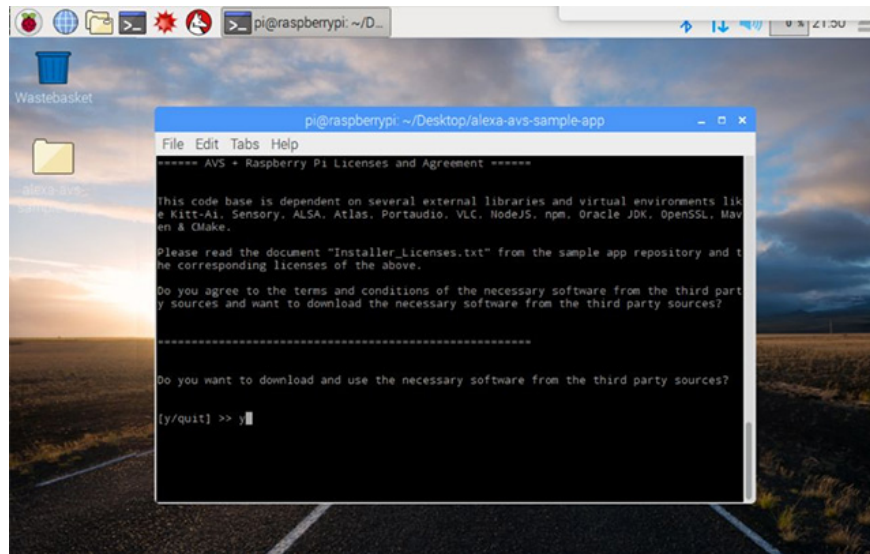 pi@raspberrypi: ~/D...
0 %
21:50
Wastebasket
alexa-avs-
pi@raspberrypi: ~/Desktop/alexa-avs-sample-app
File Edit Tabs Help
====== AVS + Raspberry Pi Licenses and Agreement ======
This code base is dependent on several external libraries and virtual environments lik
e Kitt-Ai, Sensory, ALSA, Atlas, Portaudio, VLC, NodeJS, npm, Oracle JDK, OpenSSL, Mav
en & CMake.
Please read the document "Installer_Licenses.txt" from the sample app repository and t
he corresponding licenses of the above.
Do you agree to the terms and conditions of the necessary software from the third part
y sources and want to download the necessary software from the third party sources?
=======================================================
Do you want to download and use the necessary software from the third party sources?
[y/quit] >> y